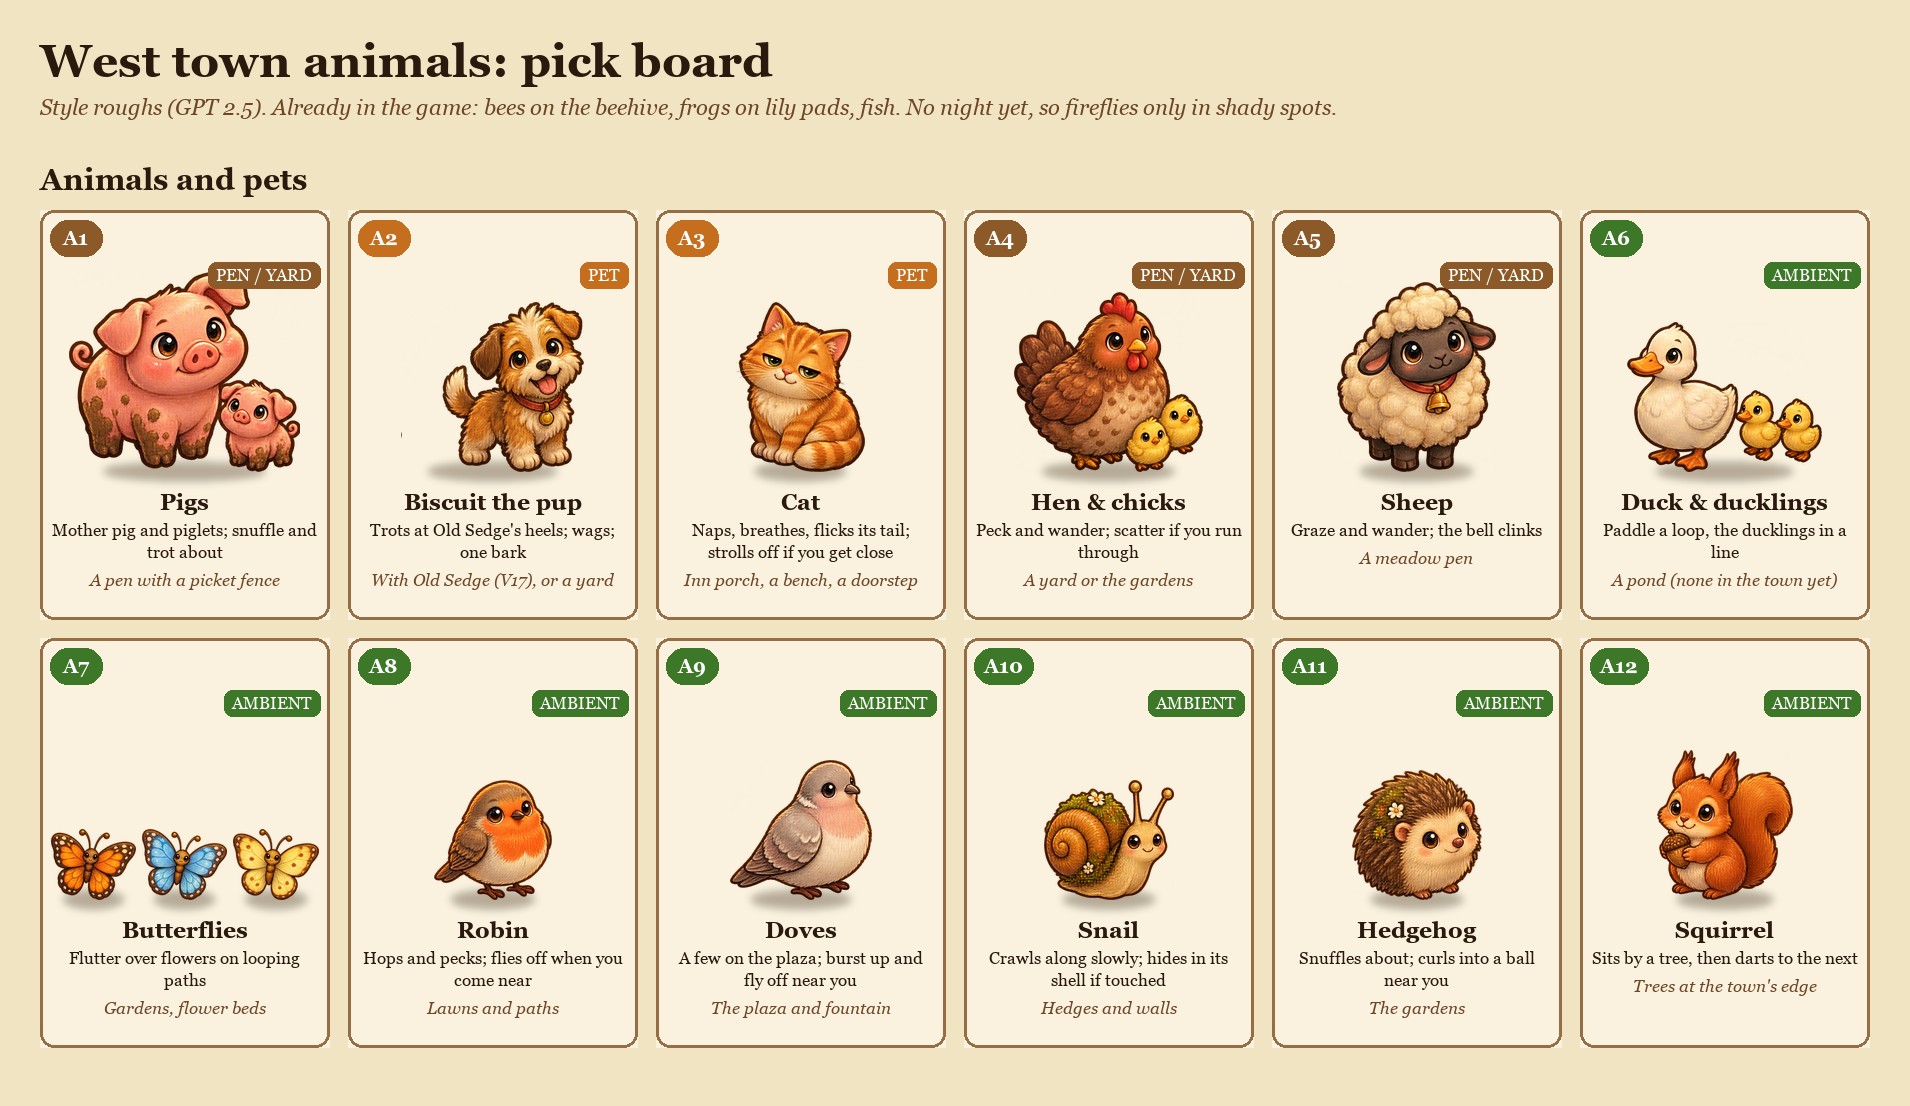 West town animals: pick board
Style roughs (GPT 2.5). Already in the game: bees on the beehive, frogs on lily pads, fish. No night yet, so fireflies only in shady spots.
Animals and pets
A1
PEN / YARD
Pigs
Mother pig and piglets; snuffle and
trot about
A pen with a picket fence
A2
PET
Biscuit the pup
Trots at Old Sedge's heels; wags;
one bark
With Old Sedge (V17), or a yard
A3
PET
Cat
Naps, breathes, flicks its tail;
strolls off if you get close
Inn porch, a bench, a doorstep
A4
PEN / YARD
Hen & chicks
Peck and wander; scatter if you run
through
A yard or the gardens
A5
PEN / YARD
Sheep
Graze and wander; the bell clinks
A meadow pen
A6
AMBIENT
Duck & ducklings
Paddle a loop, the ducklings in a
line
A pond (none in the town yet)
A7
AMBIENT
Butterflies
Flutter over flowers on looping
paths
Gardens, flower beds
A8
AMBIENT
Robin
Hops and pecks; flies off when you
come near
Lawns and paths
A9
AMBIENT
Doves
A few on the plaza; burst up and
fly off near you
The plaza and fountain
A10
AMBIENT
Snail
Crawls along slowly; hides in its
shell if touched
Hedges and walls
A11
AMBIENT
Hedgehog
Snuffles about; curls into a ball
near you
The gardens
A12
AMBIENT
Squirrel
Sits by a tree, then darts to the next
Trees at the town's edge